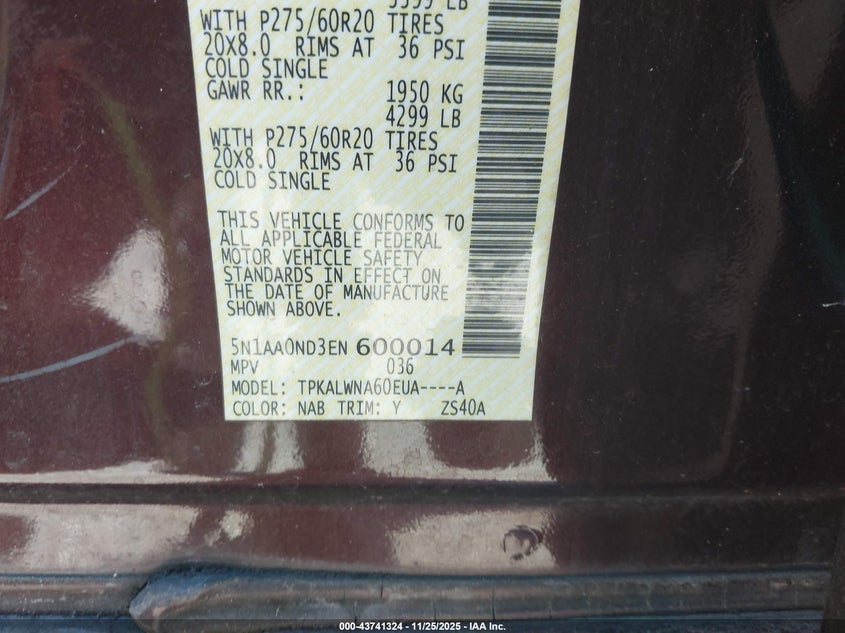 5399 LB
WITH P275/60R20 TIRES
20X8.0 RIMS AT 36 PSI
COLD SINGLE
GAWR RR.: 1950 KG
4299 LB
WITH P275/60R20 TIRES
20X8.0 RIMS AT 36 PSI
COLD SINGLE
THIS VEHICLE CONFORMS TO
ALL APPLICABLE FEDERAL
MOTOR VEHICLE SAFETY
STANDARDS IN EFFECT ON
THE DATE OF MANUFACTURE
SHOWN ABOVE.
5N1AA0ND3EN 600014
MPV 036
MODEL: TPKALWNA60EUA----A
COLOR: NAB TRIM: Y ZS40A
000-43741324 | 11/25/2025 - IAA Inc.